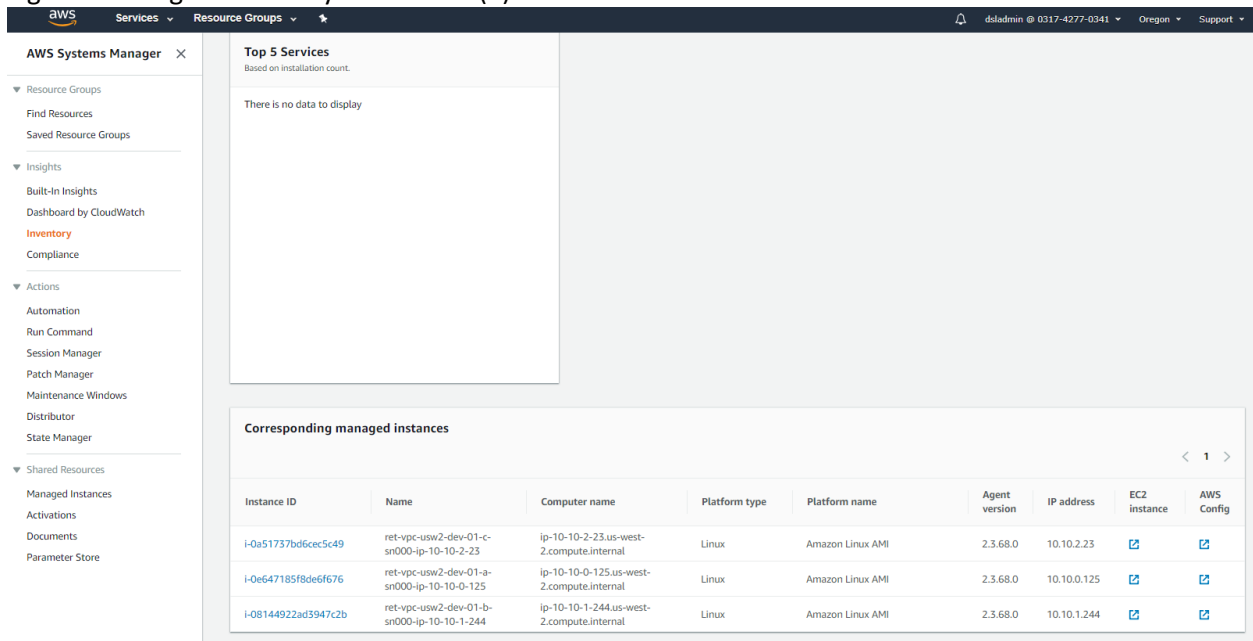 aws Services Resource Groups dsladmin @ 0317-4277-0341 Oregon Support
AWS Systems Manager
Resource Groups
Find Resources
Saved Resource Groups
Insights
Built-In Insights
Dashboard by CloudWatch
Inventory
Compliance
Actions
Automation
Run Command
Session Manager
Patch Manager
Maintenance Windows
Distributor
State Manager
Shared Resources
Managed Instances
Activations
Documents
Parameter Store
Top 5 Services
Based on installation count.
There is no data to display
Corresponding managed instances
< 1 >
Instance ID Name Computer name Platform type Platform name Agent version IP address EC2 instance AWS Config
i-0a51737bd6cec5c49 ret-vpc-usw2-dev-01-c-sn000-ip-10-10-2-23 ip-10-10-2-23.us-west-2.compute.internal Linux Amazon Linux AMI 2.3.68.0 10.10.2.23
i-0e647185f8de6f676 ret-vpc-usw2-dev-01-a-sn000-ip-10-10-0-125 ip-10-10-0-125.us-west-2.compute.internal Linux Amazon Linux AMI 2.3.68.0 10.10.0.125
i-08144922ad3947c2b ret-vpc-usw2-dev-01-b-sn000-ip-10-10-1-244 ip-10-10-1-244.us-west-2.compute.internal Linux Amazon Linux AMI 2.3.68.0 10.10.1.244